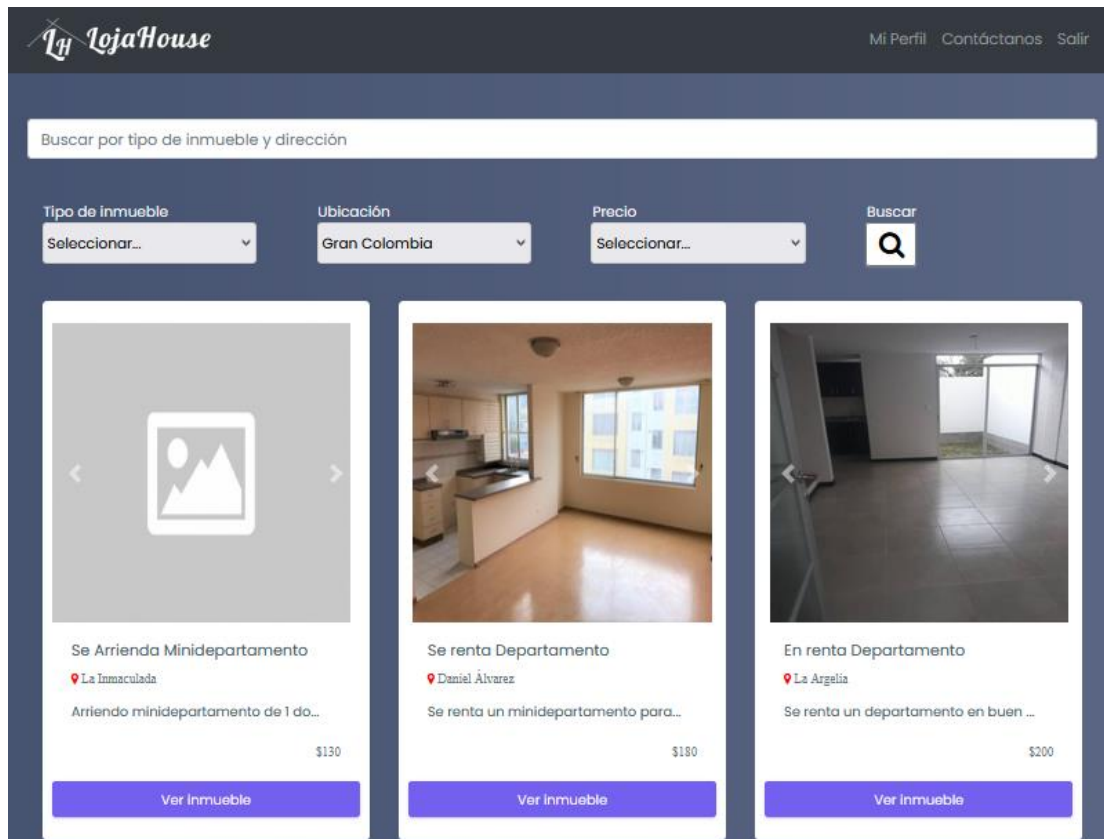 LH LojaHouse
Mi Perfil Contáctanos Salir
Buscar por tipo de inmueble y dirección
Tipo de inmueble Ubicación Precio Buscar
Seleccionar... Gran Colombia Seleccionar...
Se Arrienda Minidepartamento
La Inmaculada
Arriendo minidepartamento de 1 do...
$130
Ver inmueble
Se renta Departamento
Daniel Álvarez
Se renta un minidepartamento para...
$180
Ver inmueble
En renta Departamento
La Argelia
Se renta un departamento en buen ...
$200
Ver inmueble